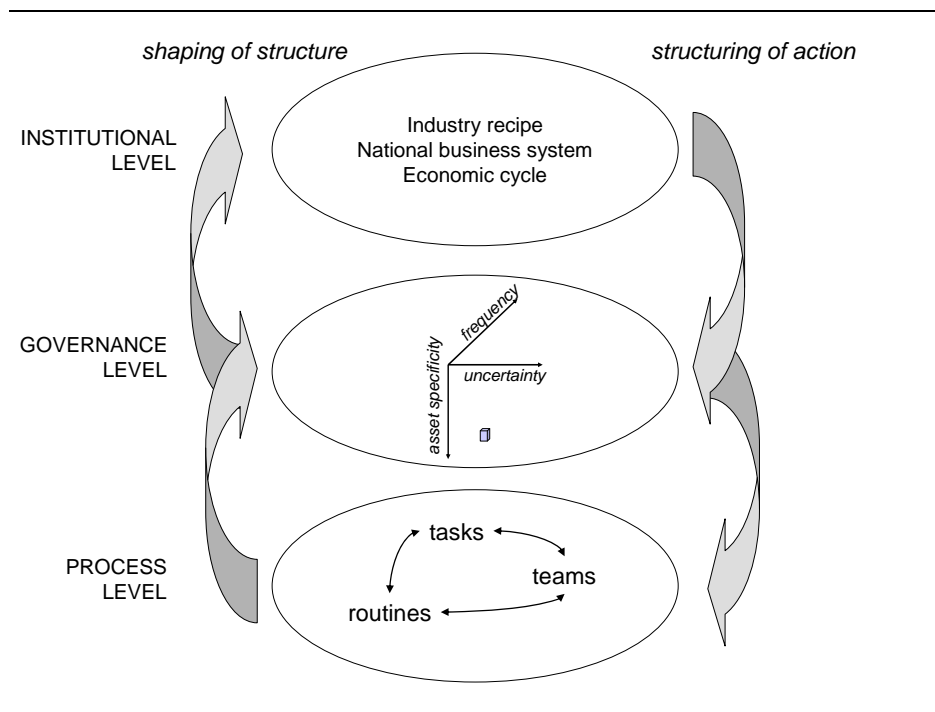 shaping of structure
structuring of action
INSTITUTIONAL
LEVEL
Industry recipe
National business system
Economic cycle
GOVERNANCE
LEVEL
frequency
uncertainty
asset specificity
PROCESS
LEVEL
tasks
teams
routines